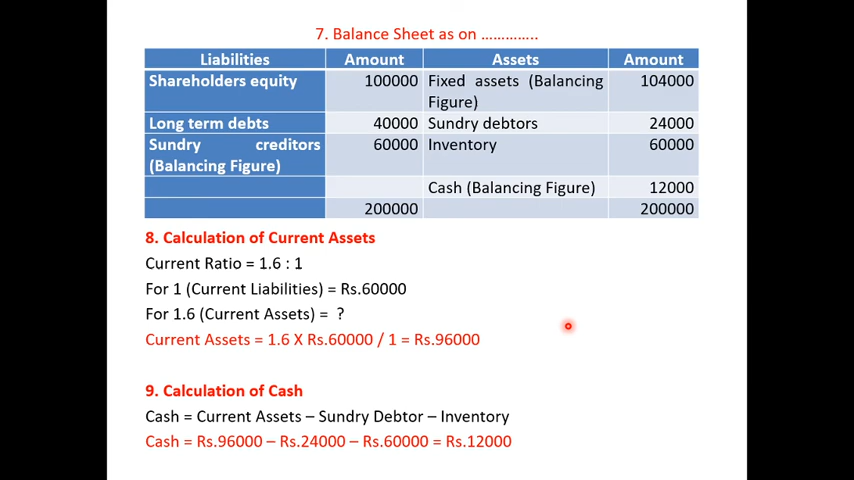 7. Balance Sheet as on …………..
Liabilities Amount Assets Amount
Shareholders equity 100000 Fixed assets (Balancing Figure) 104000
Long term debts 40000 Sundry debtors 24000
Sundry creditors (Balancing Figure) 60000 Inventory 60000
Cash (Balancing Figure) 12000
200000 200000
8. Calculation of Current Assets
Current Ratio = 1.6 : 1
For 1 (Current Liabilities) = Rs.60000
For 1.6 (Current Assets) = ?
Current Assets = 1.6 X Rs.60000 / 1 = Rs.96000
9. Calculation of Cash
Cash = Current Assets – Sundry Debtor – Inventory
Cash = Rs.96000 – Rs.24000 – Rs.60000 = Rs.12000